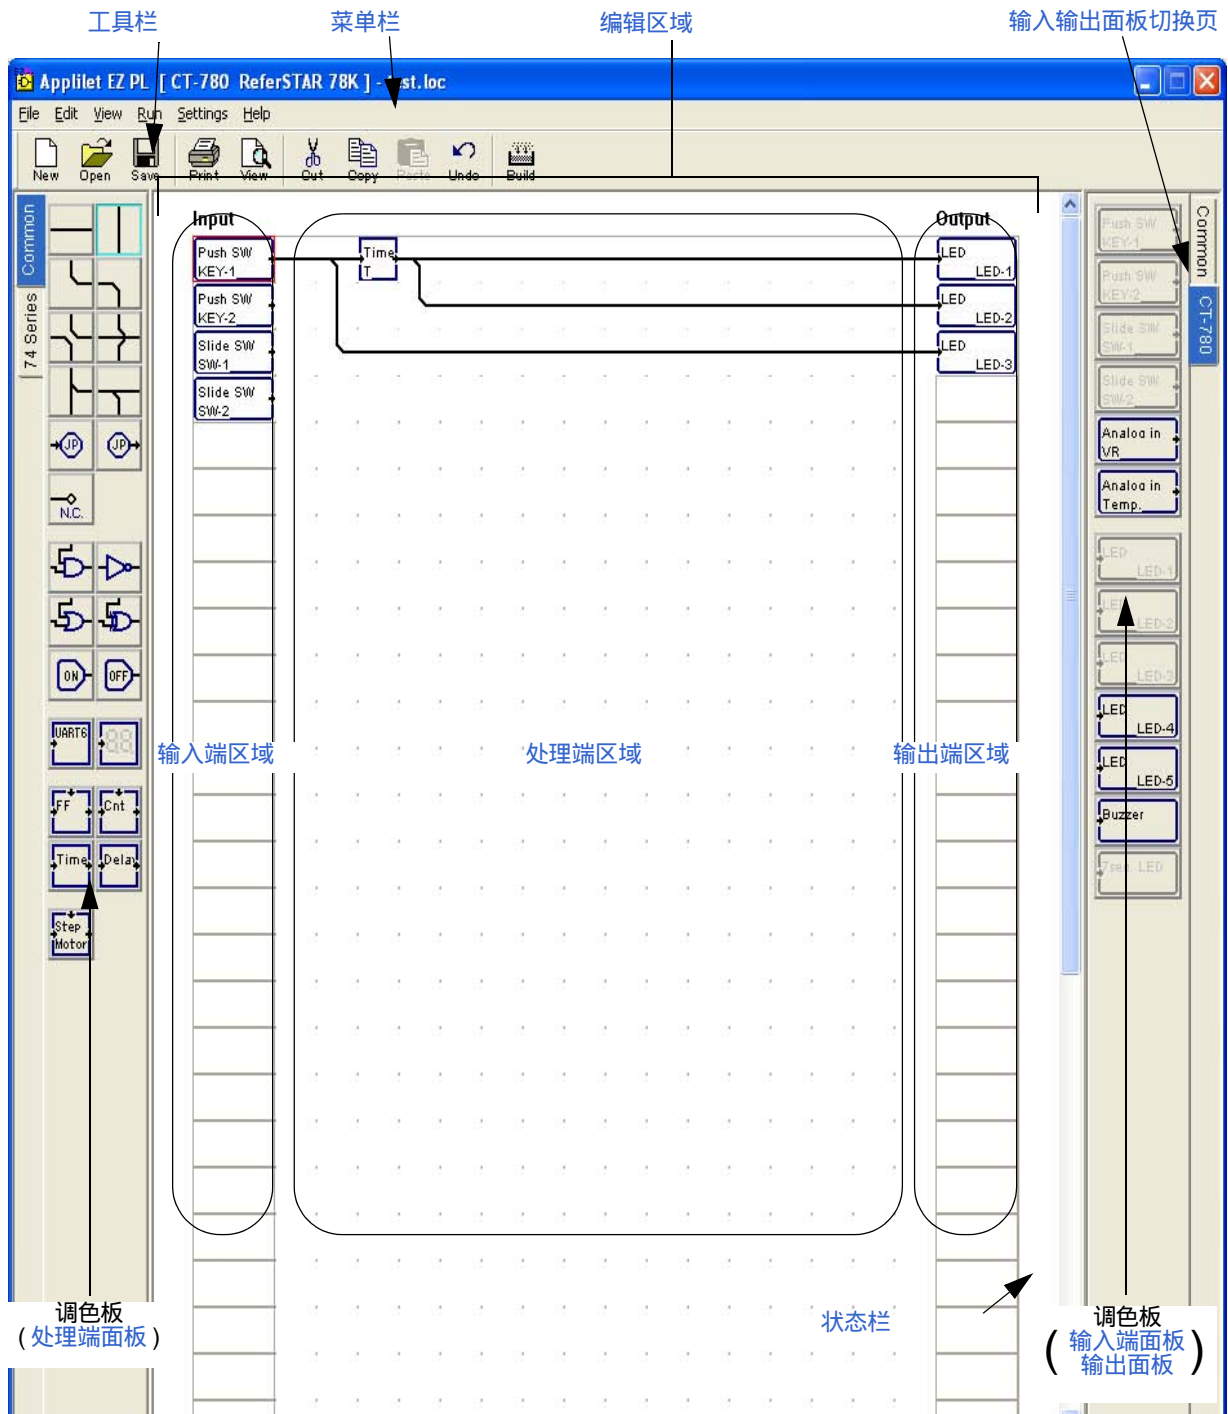 工具栏
菜单栏
编辑区域
输入输出面板切换页
Applilet EZ PL [ CT-780 ReferSTAR 78K ] - test.loc
File Edit View Run Settings Help
New Open Save Print View Cut Copy Paste Undo Build
Common
74 Series
JP
JP
N.C.
ON
OFF
UART6
88
FF
Cnt
Time
Delay
Step
Motor
Input
Push SW
KEY-1
Push SW
KEY-2
Slide SW
SW-1
Slide SW
SW-2
Time
T
Output
LED
LED-1
LED
LED-2
LED
LED-3
输入端区域
处理端区域
输出端区域
Common
CT-780
Push SW
KEY-1
Push SW
KEY-2
Slide SW
SW-1
Slide SW
SW-2
Analog in
VR
Analog in
Temp.
LED
LED-1
LED
LED-2
LED
LED-3
LED
LED-4
LED
LED-5
Buzzer
7seg. LED
调色板
(处理端面板)
状态栏
调色板
(输入端面板
输出面板)